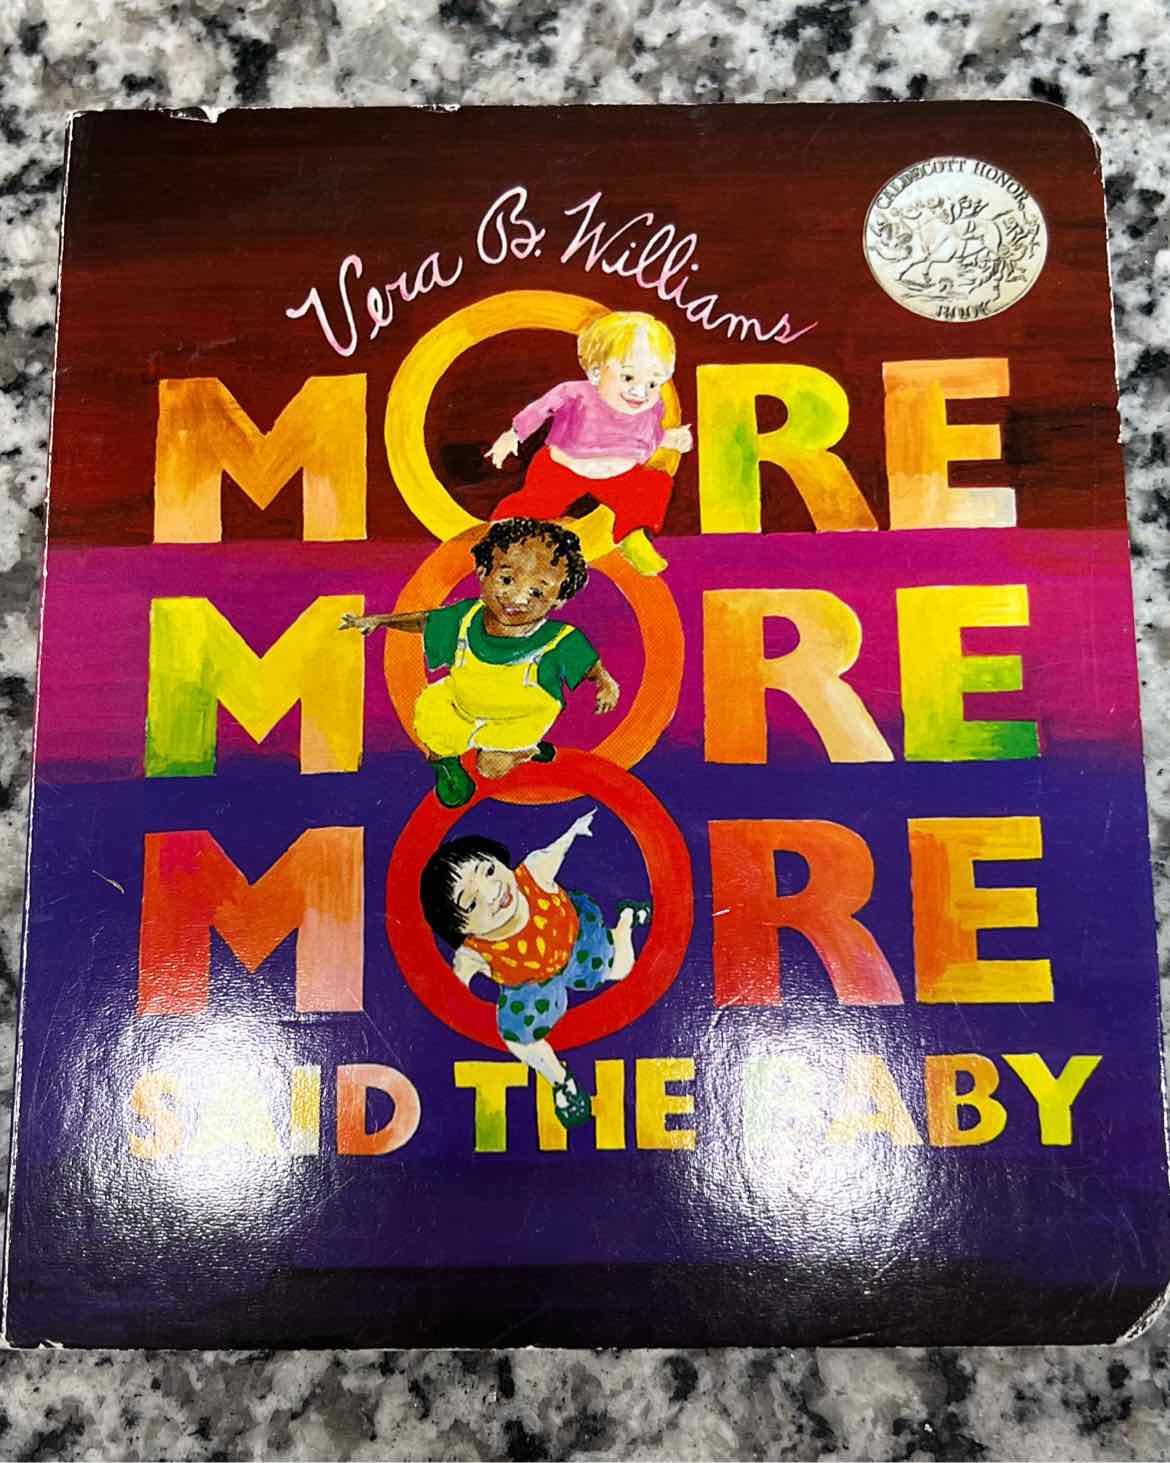 Vera B. Williams
CALDECOTT HONOR
BOOK
MORE
MORE
MORE
SAID THE BABY